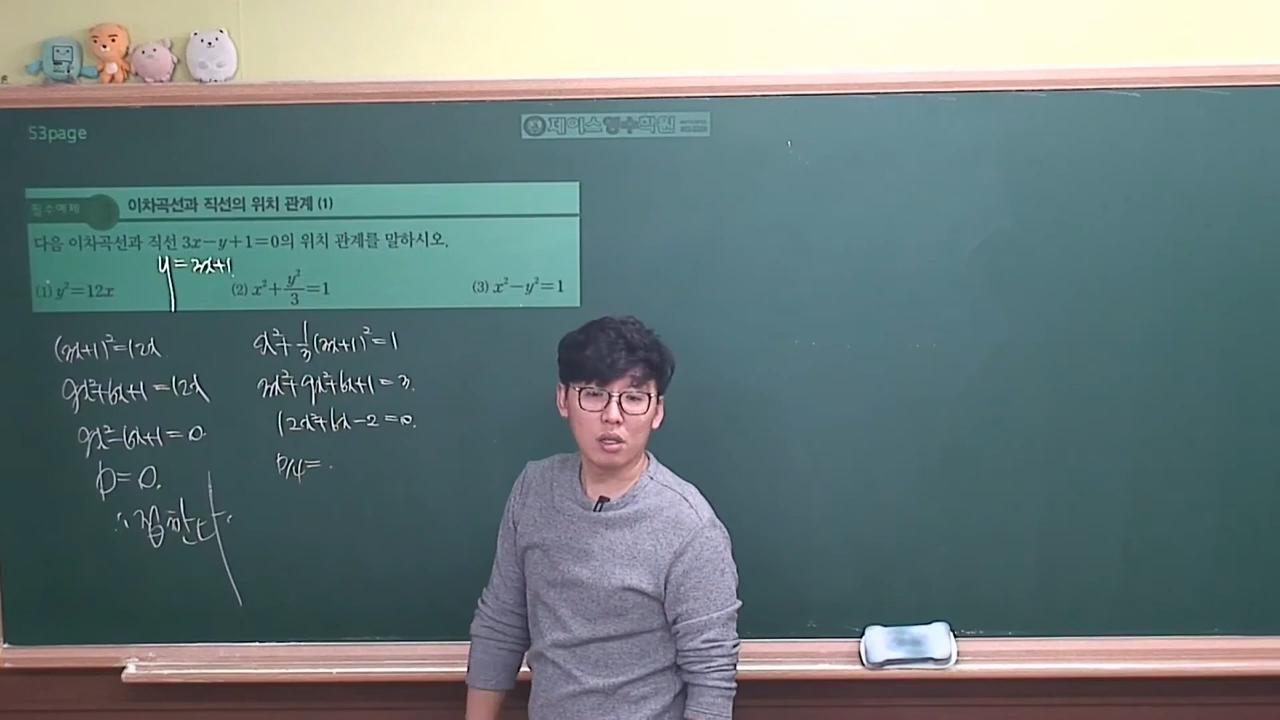 53page
제이스영수학원
필수예제 이차곡선과 직선의 위치 관계 (1)
다음 이차곡선과 직선 3x−y+1=0의 위치 관계를 말하시오.
y=3x+1
(1) y²=12x (2) x²+y²/3=1 (3) x²−y²=1
(3x+1)²=12x
9x²+6x+1=12x
9x²−6x+1=0.
D=0.
∴ 접한다.
x²+1/3(3x+1)²=1
3x²+9x²+6x+1=3.
12x²+6x−2=0.
D/4=